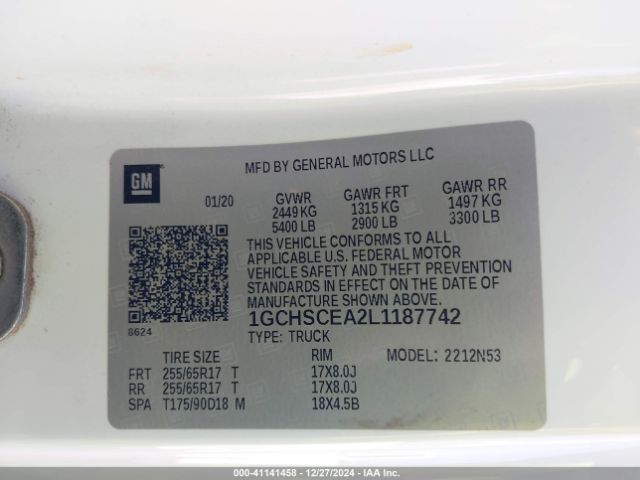 MFD BY GENERAL MOTORS LLC
GM
01/20 GVWR GAWR FRT GAWR RR
2449 KG 1315 KG 1497 KG
5400 LB 2900 LB 3300 LB
THIS VEHICLE CONFORMS TO ALL
APPLICABLE U.S. FEDERAL MOTOR
VEHICLE SAFETY AND THEFT PREVENTION
STANDARDS IN EFFECT ON THE DATE OF
MANUFACTURE SHOWN ABOVE.
8624
1GCHSCEA2L1187742
TYPE: TRUCK
TIRE SIZE RIM MODEL: 2212N53
FRT 255/65R17 T 17X8.0J
RR 255/65R17 T 17X8.0J
SPA T175/90D18 M 18X4.5B
000-41141458 - 12/27/2024 - IAA Inc.